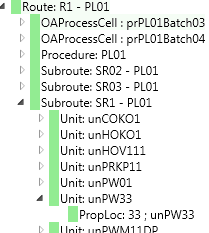 Route: R1 - PL01
OAProcessCell : prPL01Batch03
OAProcessCell : prPL01Batch04
Procedure: PL01
Subroute: SR02 - PL01
Subroute: SR03 - PL01
Subroute: SR1 - PL01
Unit: unCOKO1
Unit: unHOKO1
Unit: unHOV111
Unit: unPRKP11
Unit: unPW01
Unit: unPW33
PropLoc: 33 ; unPW33
Unit: unPWM11DP